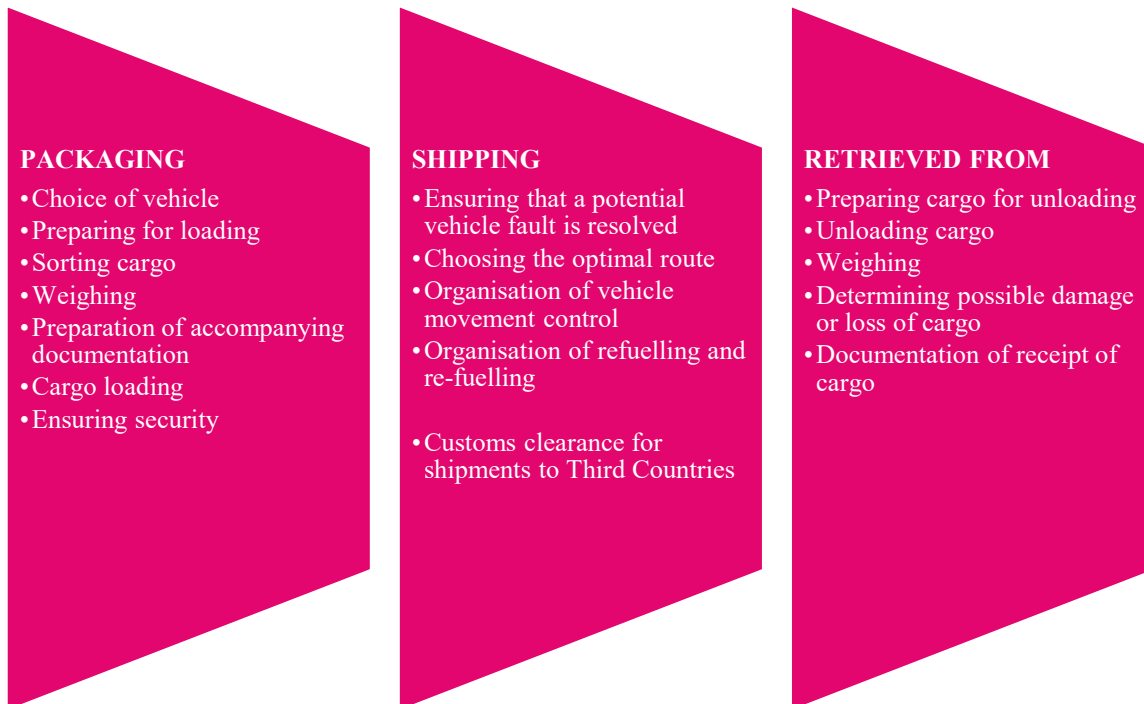 PACKAGING
•Choice of vehicle
•Preparing for loading
•Sorting cargo
•Weighing
•Preparation of accompanying
documentation
•Cargo loading
•Ensuring security
SHIPPING
•Ensuring that a potential
vehicle fault is resolved
•Choosing the optimal route
•Organisation of vehicle
movement control
•Organisation of refuelling and
re-fuelling
•Customs clearance for
shipments to Third Countries
RETRIEVED FROM
•Preparing cargo for unloading
•Unloading cargo
•Weighing
•Determining possible damage
or loss of cargo
•Documentation of receipt of
cargo